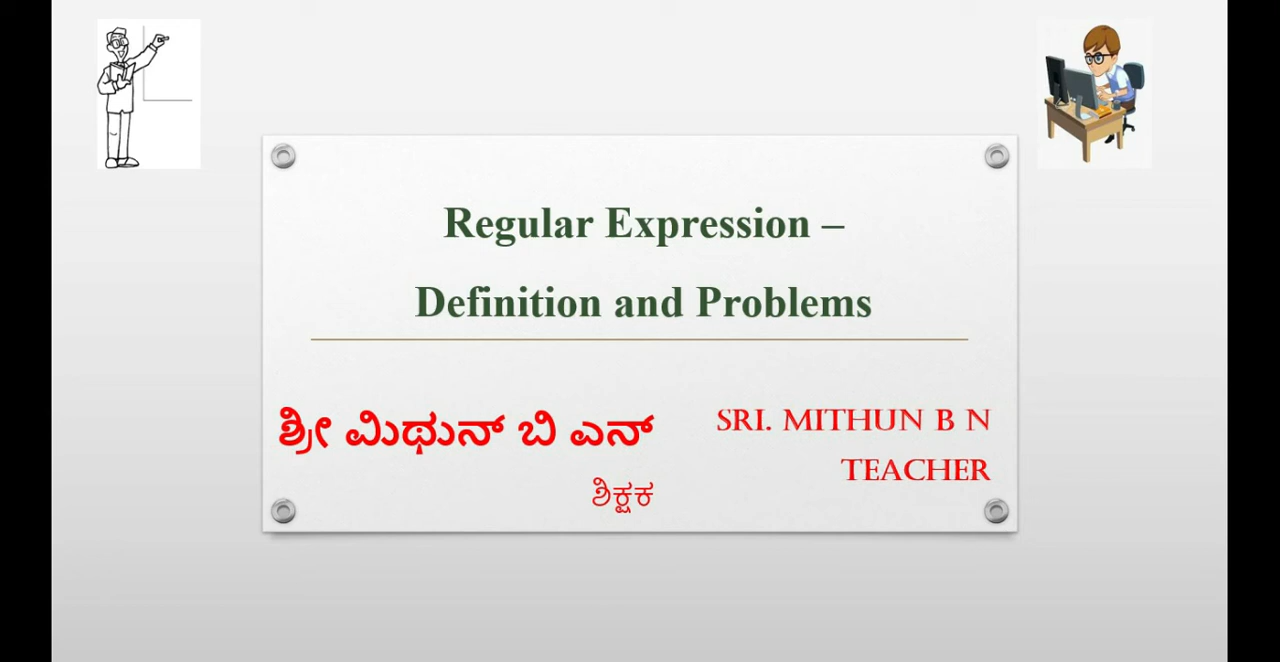 Regular Expression –
Definition and Problems
ಶ್ರೀ ಮಿಥುನ್ ಬಿ ಎನ್
ಶಿಕ್ಷಕ
SRI. MITHUN B N
TEACHER